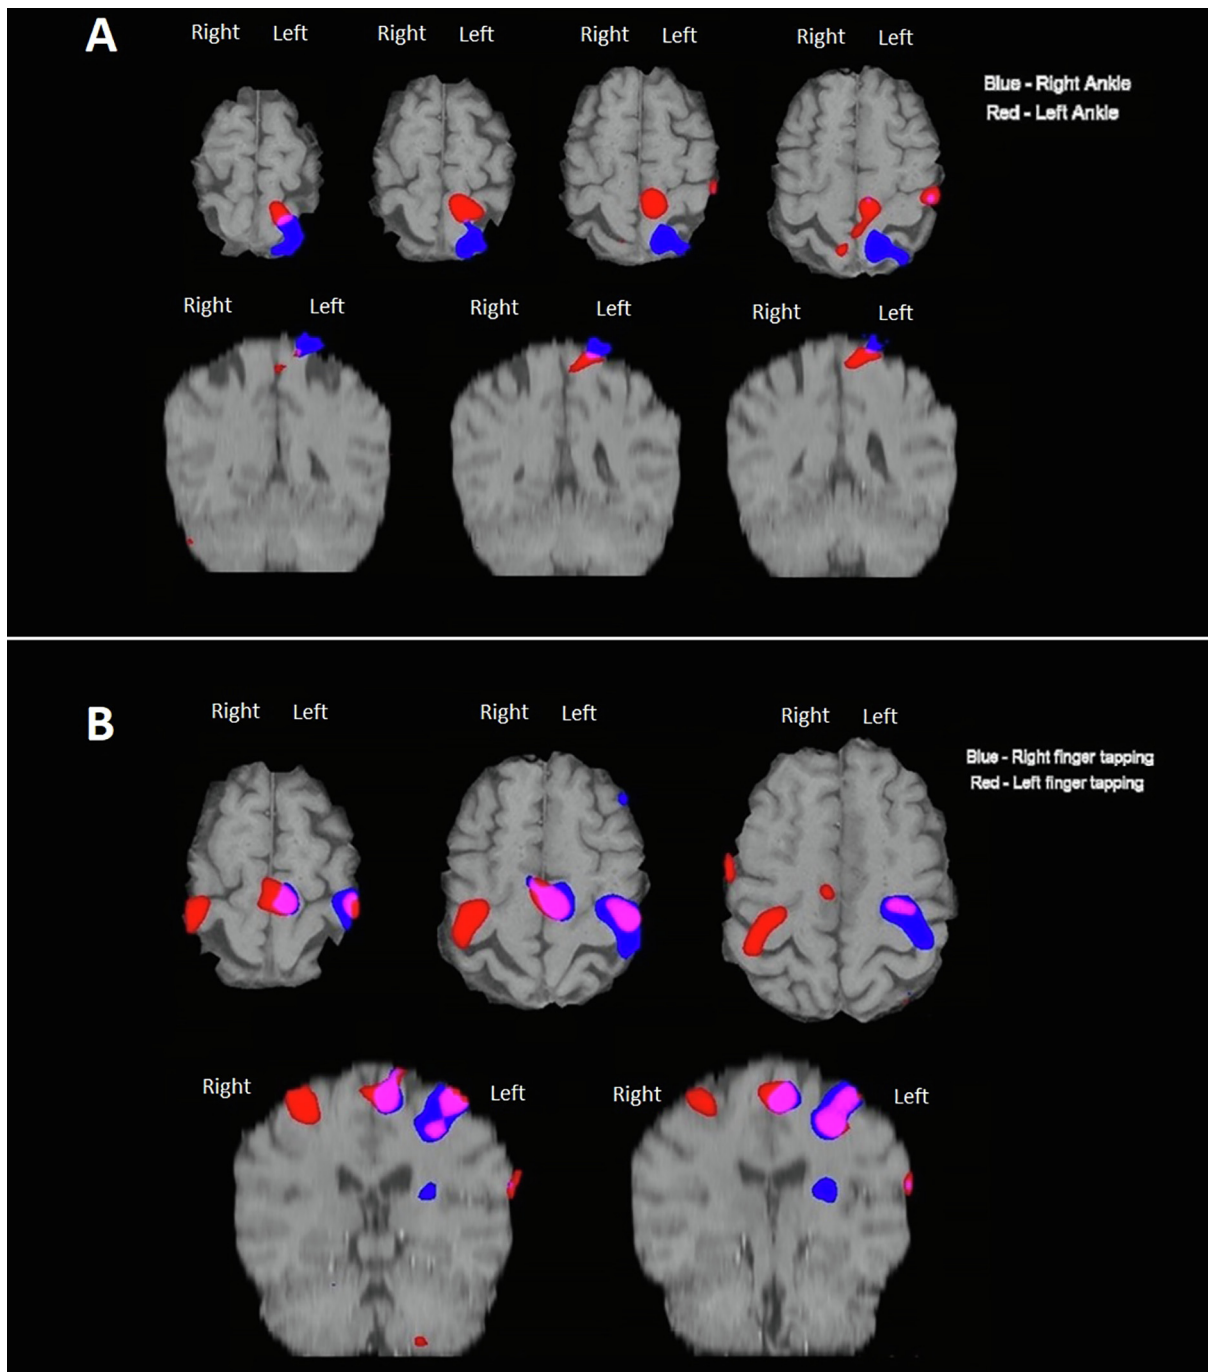 A
Right Left Right Left Right Left Right Left
Blue - Right Ankle
Red - Left Ankle
Right Left Right Left Right Left
B
Right Left Right Left Right Left
Blue - Right finger tapping
Red - Left finger tapping
Right Left Right Left